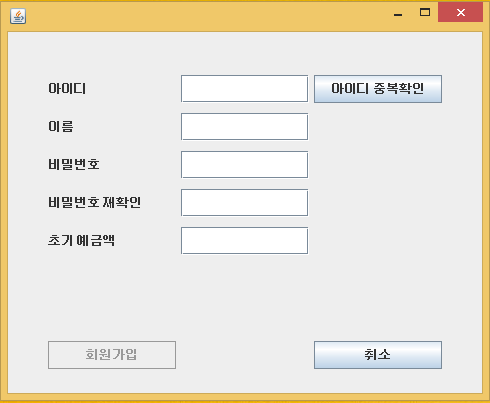 아이디 아이디 중복확인
이름
비밀번호
비밀번호 재확인
초기 예금액
회원가입 취소